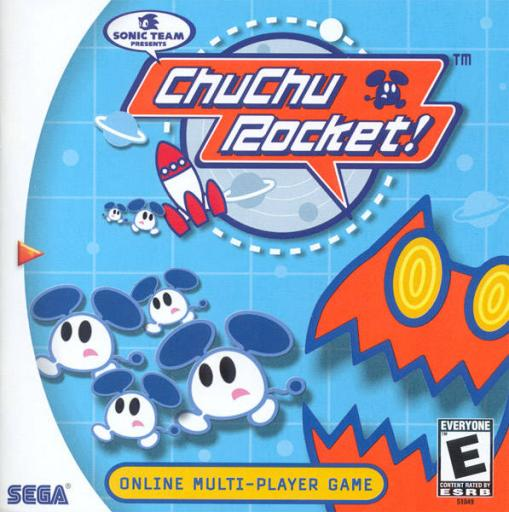 SONIC TEAM
PRESENTS
ChuChu
Rocket!
TM
ONLINE MULTI-PLAYER GAME
SEGA®
EVERYONE
E
CONTENT RATED BY
ESRB